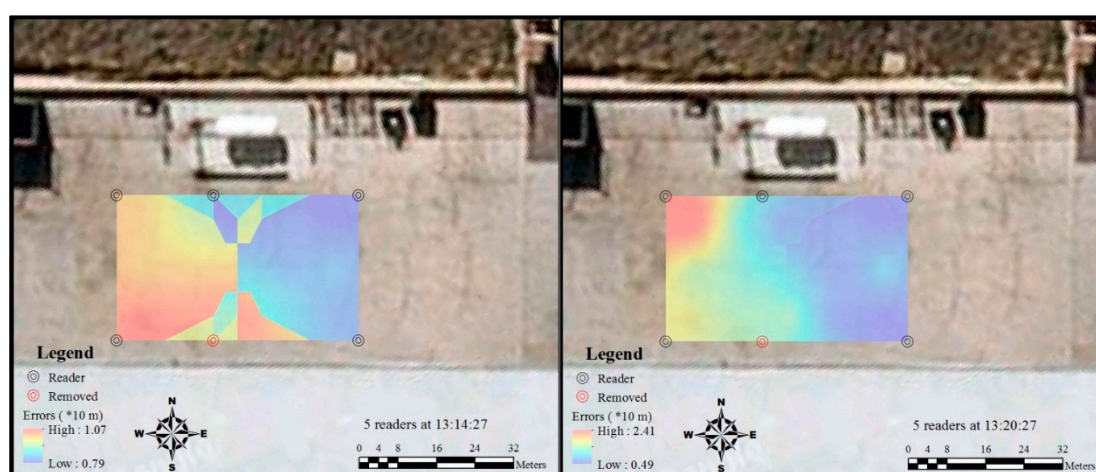 Legend
Reader
Removed
Errors ( *10 m)
High : 1.07
Low : 0.79
N
W
E
S
5 readers at 13:14:27
0 4 8 16 24 32
Meters
Legend
Reader
Removed
Errors ( *10 m)
High : 2.41
Low : 0.49
N
W
E
S
5 readers at 13:20:27
0 4 8 16 24 32
Meters